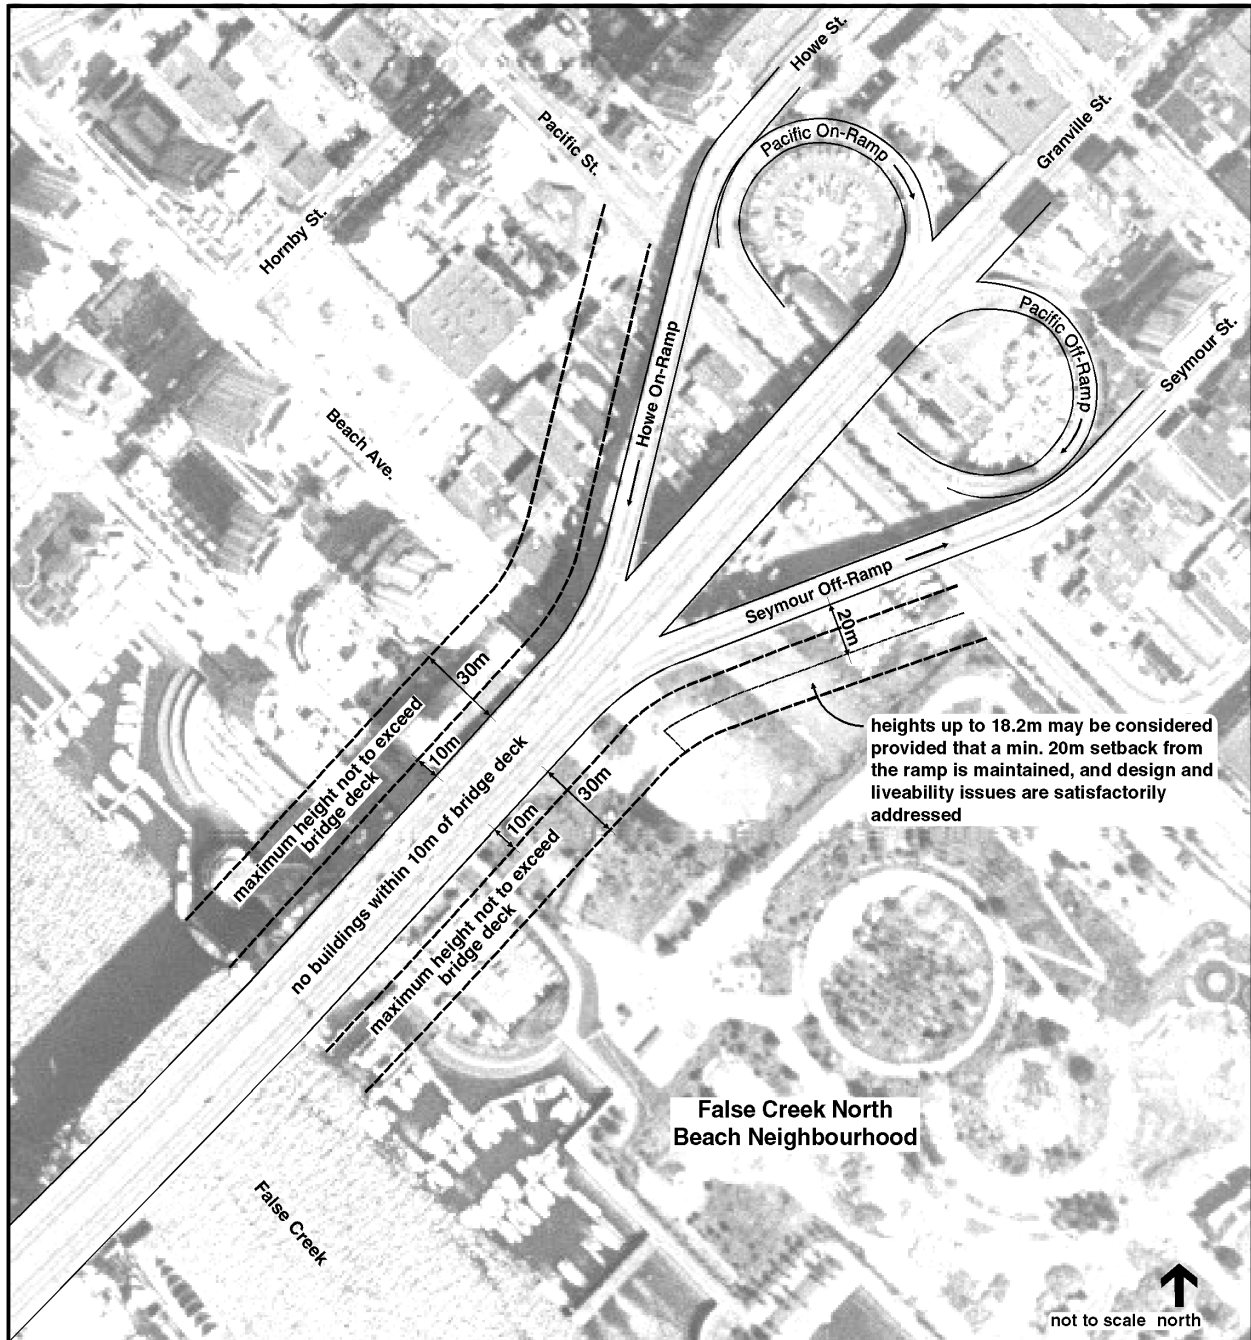 Howe St.
Pacific On-Ramp
Granville St.
Pacific St.
Hornby St.
Pacific Off-Ramp
Seymour St.
Howe On-Ramp
Beach Ave.
Seymour Off-Ramp
20m
30m
10m
maximum height not to exceed
bridge deck
no buildings within 10m of bridge deck
heights up to 18.2m may be considered
provided that a min. 20m setback from
the ramp is maintained, and design and
liveability issues are satisfactorily
addressed
30m
10m
maximum height not to exceed
bridge deck
False Creek North
Beach Neighbourhood
False Creek
not to scale north